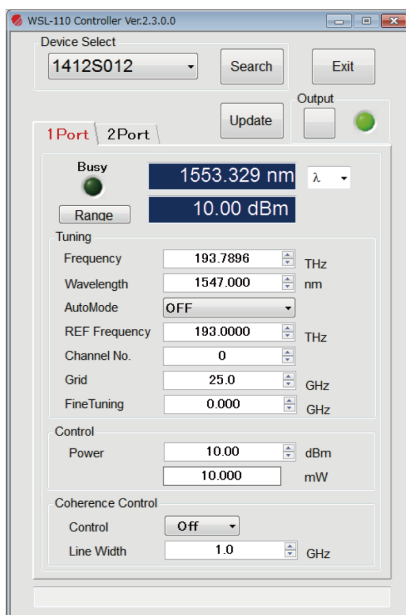 WSL-110 Controller Ver.2.3.0.0
Device Select
1412S012
Search
Exit
Output
Update
1Port
2Port
Busy
1553.329 nm
λ
Range
10.00 dBm
Tuning
Frequency 193.7896 THz
Wavelength 1547.000 nm
AutoMode OFF
REF Frequency 193.0000 THz
Channel No. 0
Grid 25.0 GHz
FineTuning 0.000 GHz
Control
Power 10.00 dBm
10.000 mW
Coherence Control
Control Off
Line Width 1.0 GHz